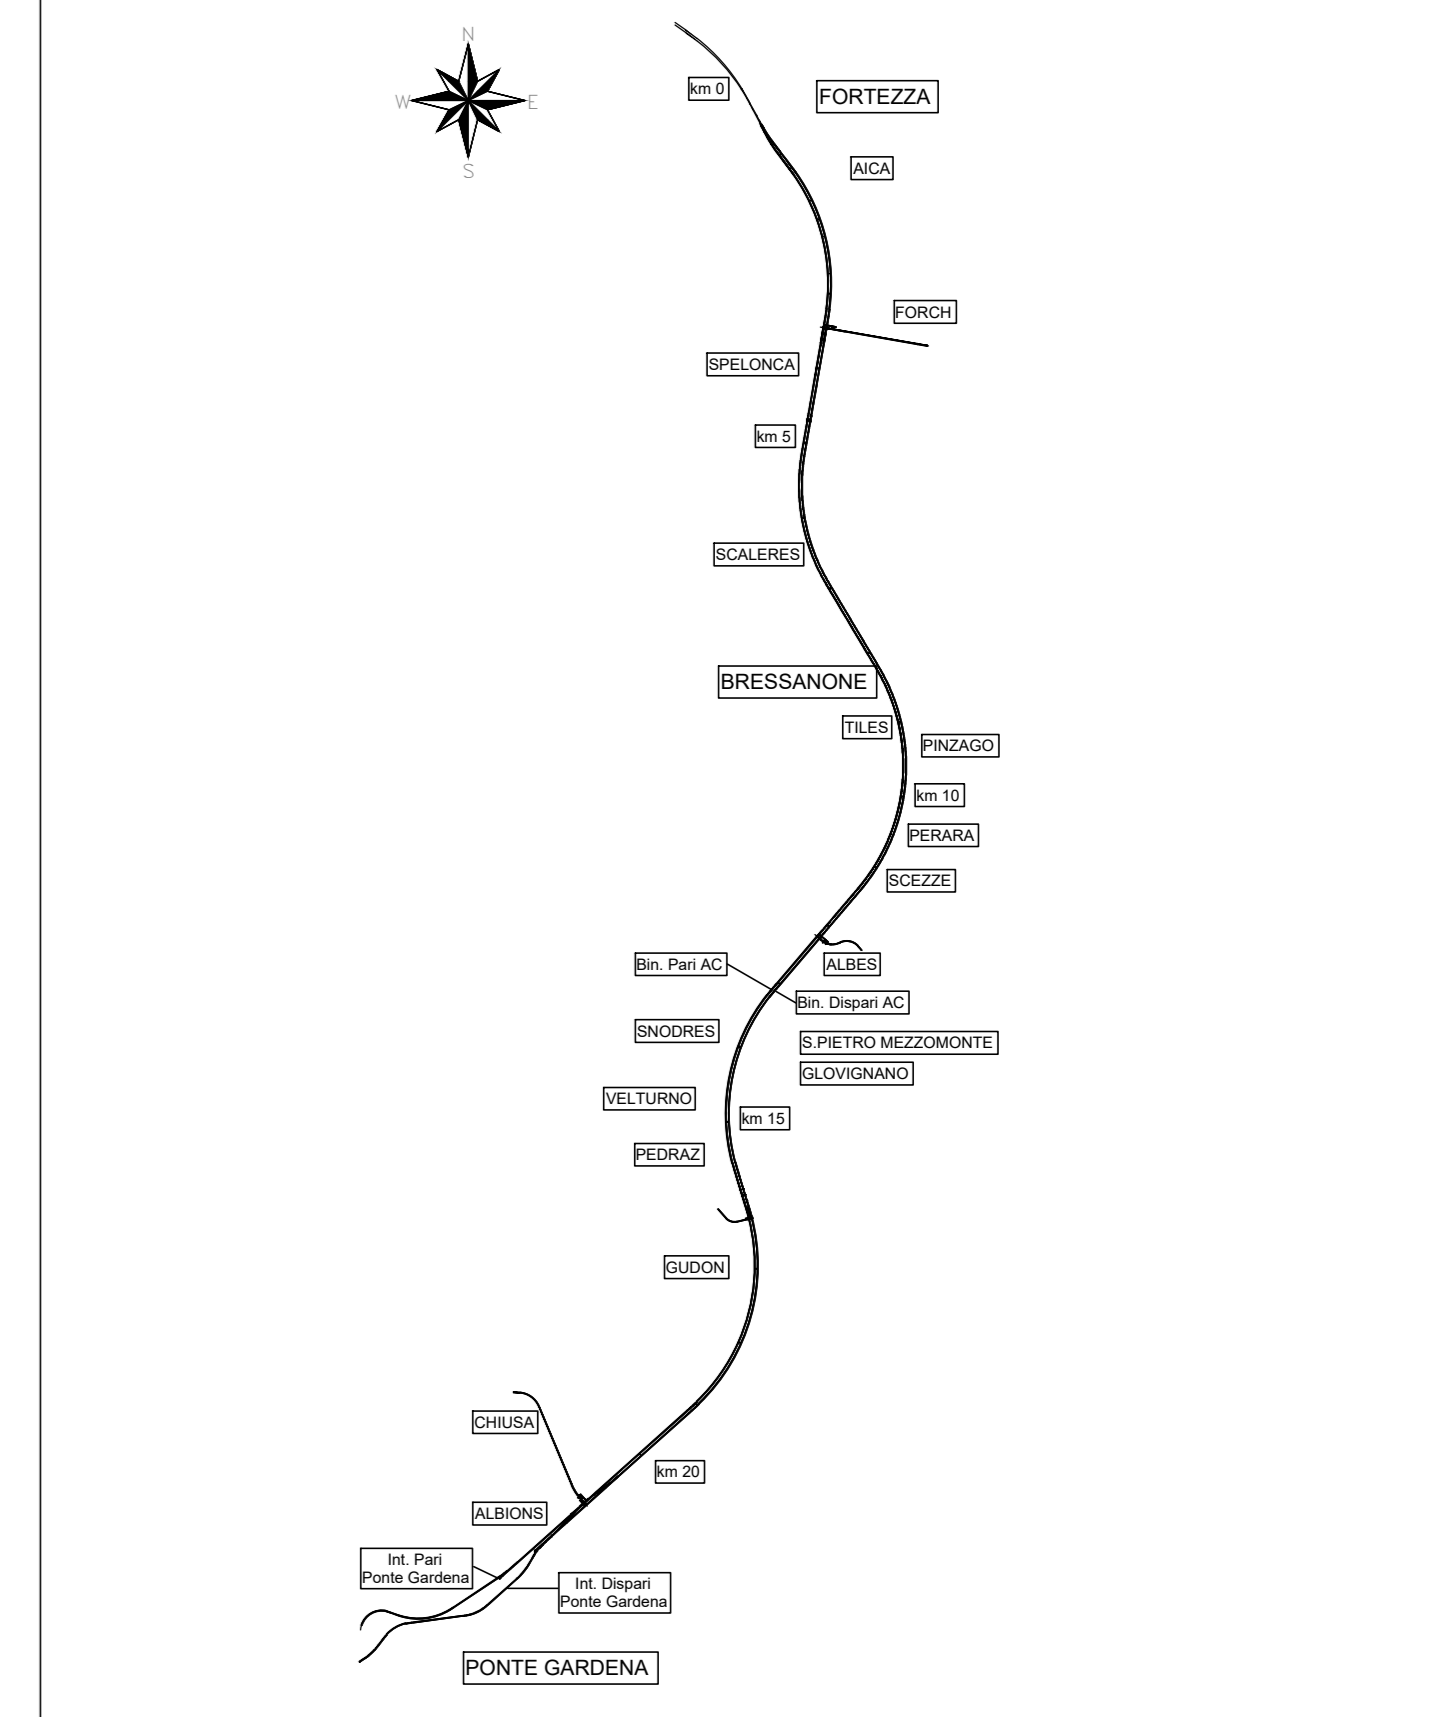 N
km 0
FORTEZZA
W
E
AICA
S
FORCH
SPELONCA
km 5
SCALERES
BRESSANONE
TILES
PINZAGO
km 10
PERARA
SCEZZE
Bin. Pari AC
ALBES
Bin. Dispari AC
SNODRES
S.PIETRO MEZZOMONTE
GLOVIGNANO
VELTURNO
km 15
PEDRAZ
GUDON
CHIUSA
km 20
ALBIONS
Int. Pari
Ponte Gardena
Int. Dispari
Ponte Gardena
PONTE GARDENA